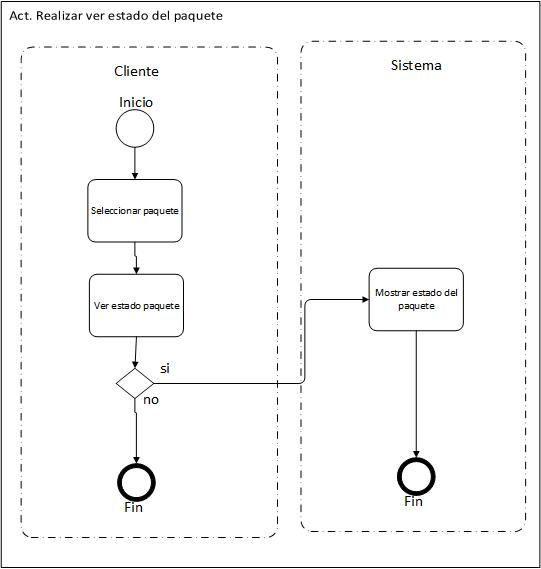 Act. Realizar ver estado del paquete
Cliente
Sistema
Inicio
Seleccionar paquete
Ver estado paquete
Mostrar estado del
paquete
si
no
Fin
Fin